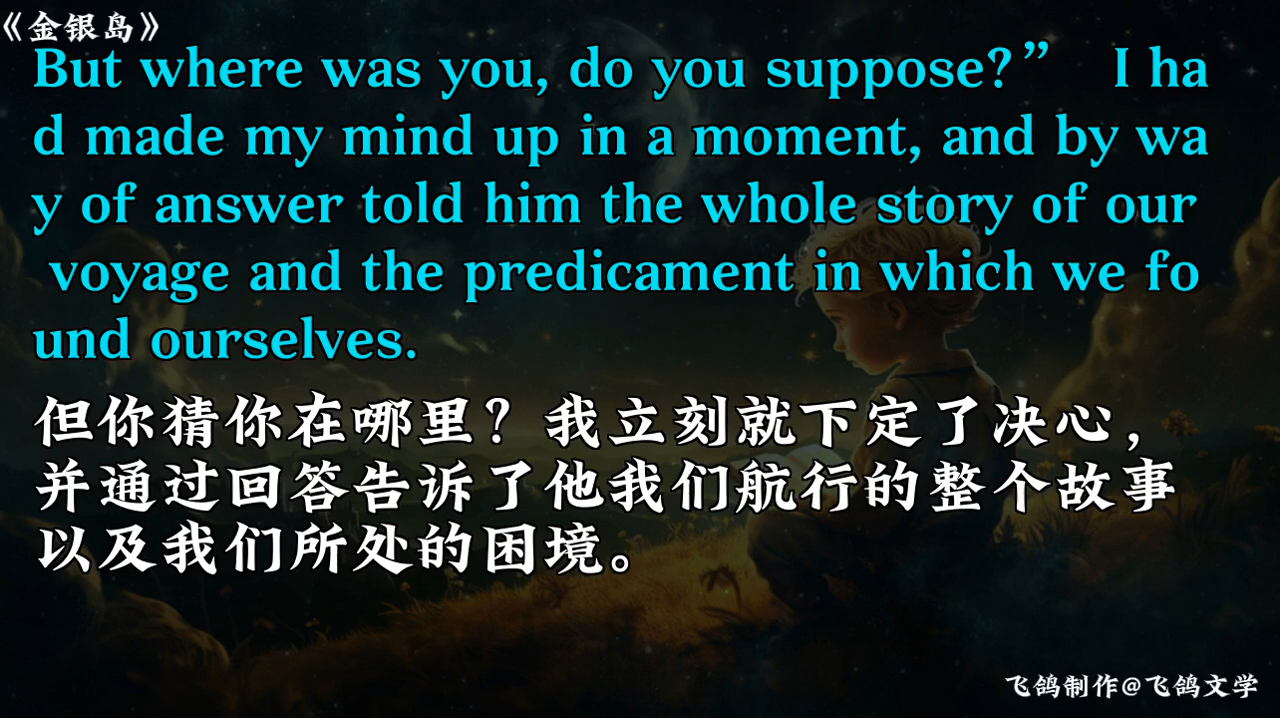 《金银岛》
But where was you, do you suppose?” I ha
d made my mind up in a moment, and by wa
y of answer told him the whole story of our
voyage and the predicament in which we fo
und ourselves.
但你猜你在哪里？我立刻就下定了决心，
并通过回答告诉了他我们航行的整个故事
以及我们所处的困境。
飞鸽制作@飞鸽文学